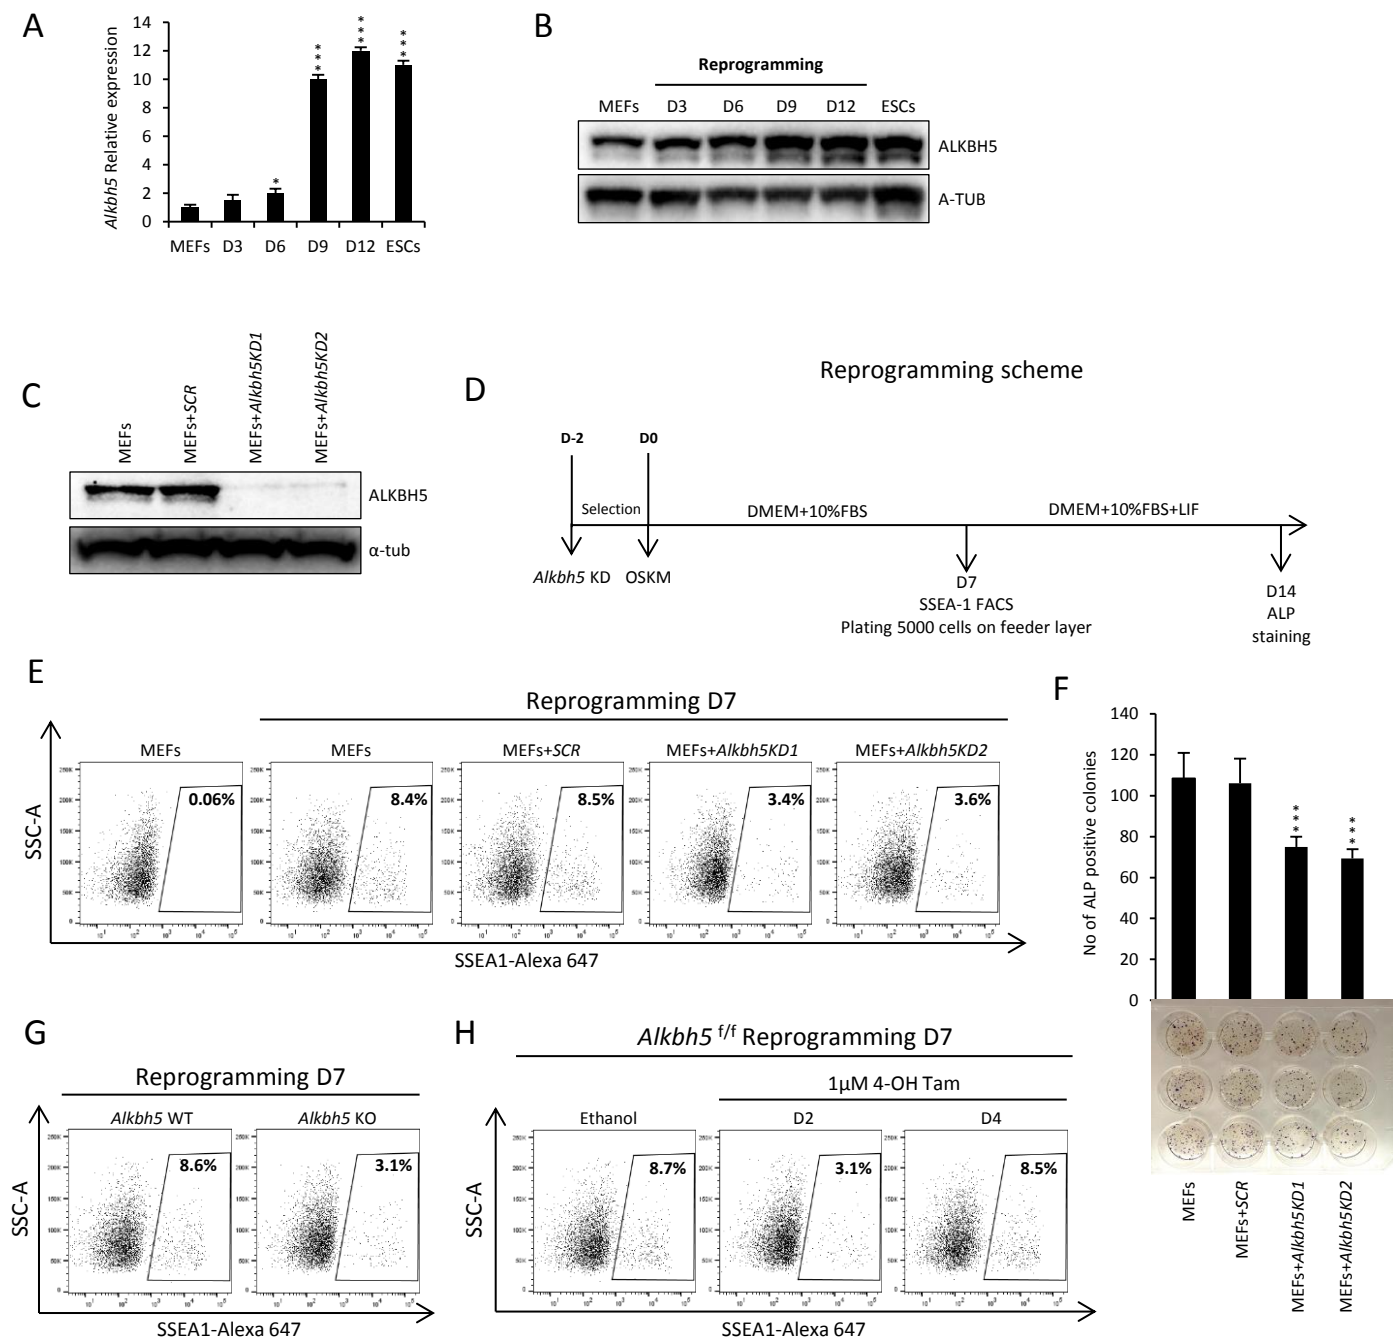 A
Alkbh5 Relative expression
14
12
10
8
6
4
2
0
*
***
***
***
MEFs D3 D6 D9 D12 ESCs
B
Reprogramming
MEFs D3 D6 D9 D12 ESCs
ALKBH5
A-TUB
C
MEFs
MEFs+SCR
MEFs+Alkbh5KD1
MEFs+Alkbh5KD2
ALKBH5
α-tub
D
Reprogramming scheme
D-2 D0
Selection DMEM+10%FBS DMEM+10%FBS+LIF
Alkbh5 KD OSKM
D7
SSEA-1 FACS
Plating 5000 cells on feeder layer
D14
ALP
staining
E
Reprogramming D7
MEFs MEFs MEFs+SCR MEFs+Alkbh5KD1 MEFs+Alkbh5KD2
0.06% 8.4% 8.5% 3.4% 3.6%
SSC-A
SSEA1-Alexa 647
F
No of ALP positive colonies
140
120
100
80
60
40
20
0
***
***
MEFs
MEFs+SCR
MEFs+Alkbh5KD1
MEFs+Alkbh5KD2
G
Reprogramming D7
Alkbh5 WT Alkbh5 KO
8.6% 3.1%
SSC-A
SSEA1-Alexa 647
H
Alkbh5 f/f Reprogramming D7
1μM 4-OH Tam
Ethanol D2 D4
8.7% 3.1% 8.5%
SSC-A
SSEA1-Alexa 647